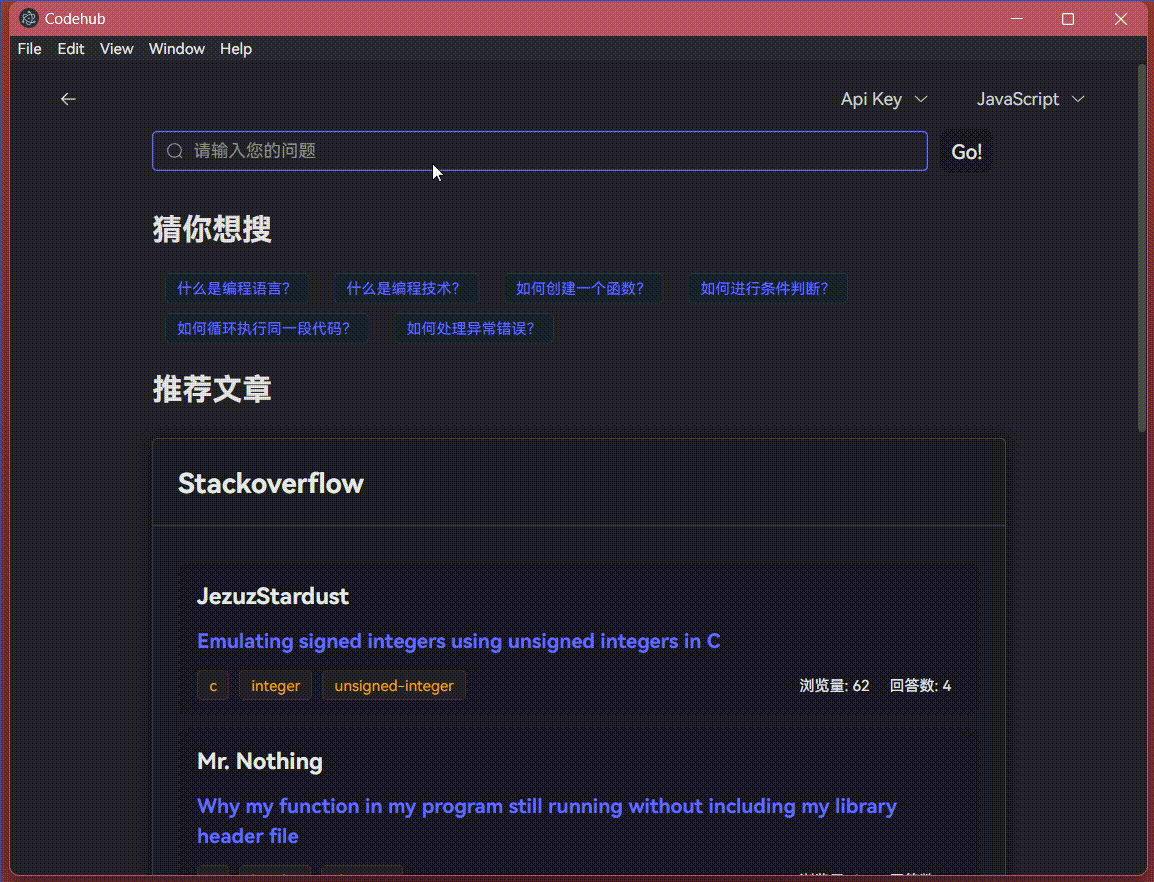 Codehub
File Edit View Window Help
Api Key JavaScript
请输入您的问题 Go!
猜你想搜
什么是编程语言? 什么是编程技术? 如何创建一个函数? 如何进行条件判断?
如何循环执行同一段代码? 如何处理异常错误?
推荐文章
Stackoverflow
JezuzStardust
Emulating signed integers using unsigned integers in C
c integer unsigned-integer 浏览量: 62 回答数: 4
Mr. Nothing
Why my function in my program still running without including my library
header file